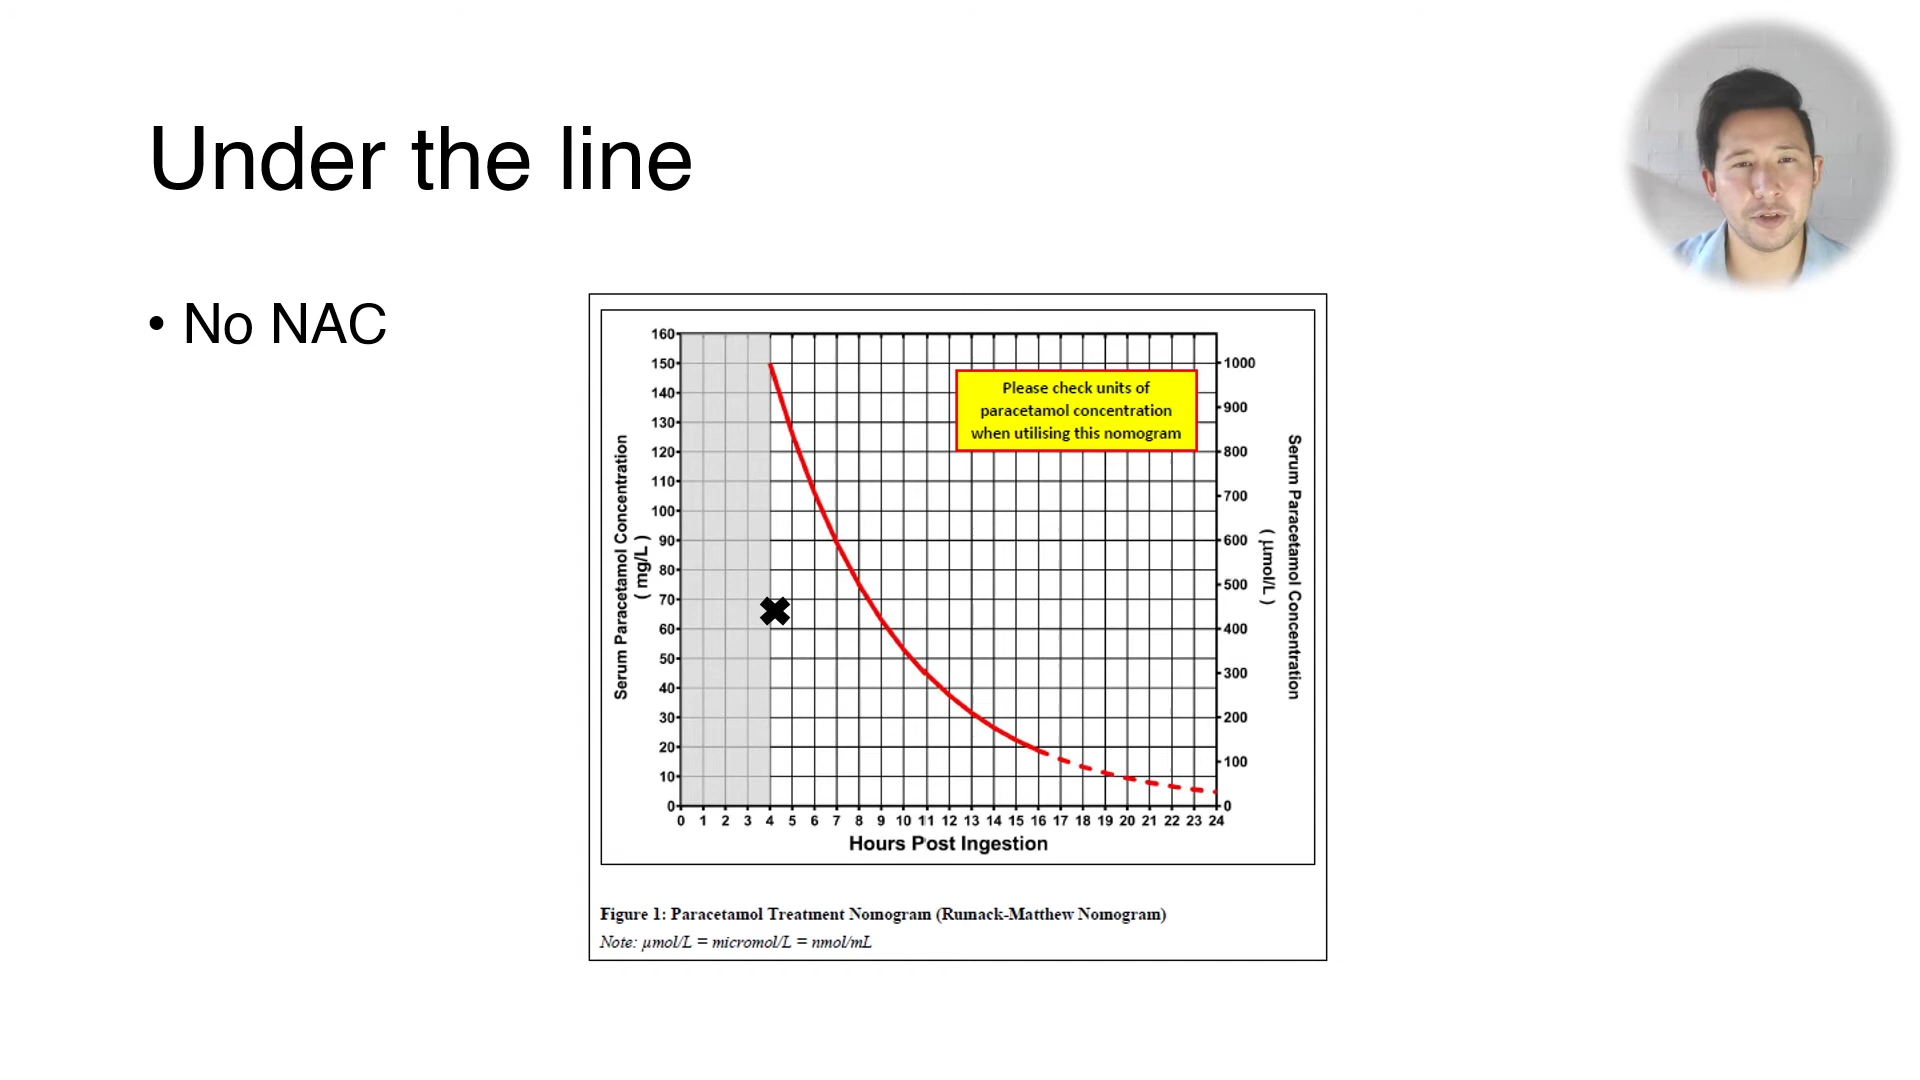 Under the line
• No NAC
160
150
140
130
120
110
100
90
80
70
60
50
40
30
20
10
0
Serum Paracetamol Concentration
( mg/L )
Please check units of
paracetamol concentration
when utilising this nomogram
1000
900
800
700
600
500
400
300
200
100
0
Serum Paracetamol Concentration
( µmol/L )
0 1 2 3 4 5 6 7 8 9 10 11 12 13 14 15 16 17 18 19 20 21 22 23 24
Hours Post Ingestion
Figure 1: Paracetamol Treatment Nomogram (Rumack-Matthew Nomogram)
Note: µmol/L = micromol/L = nmol/mL